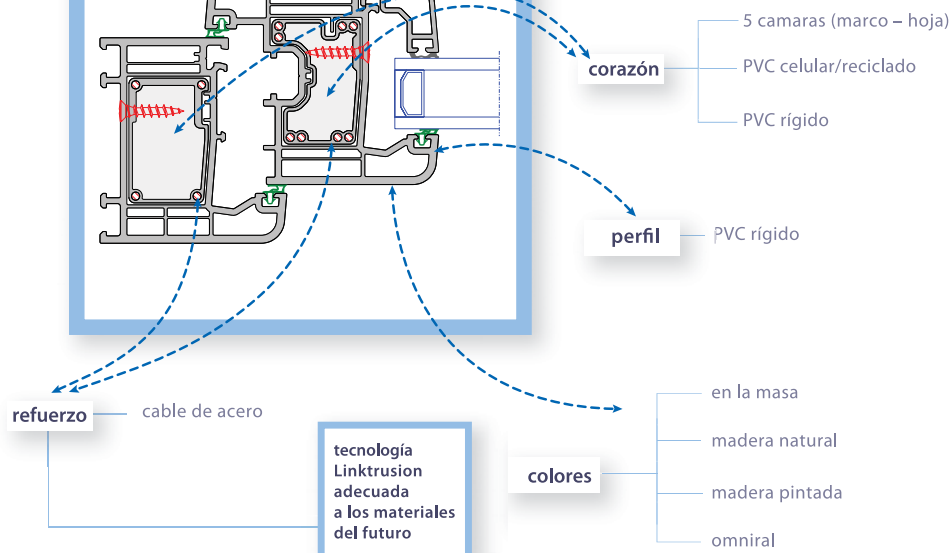 5 camaras (marco – hoja)
corazón
PVC celular/reciclado
PVC rígido
perfil
PVC rígido
refuerzo
cable de acero
tecnología
Linktrusion
adecuada
a los materiales
del futuro
colores
en la masa
madera natural
madera pintada
omniral